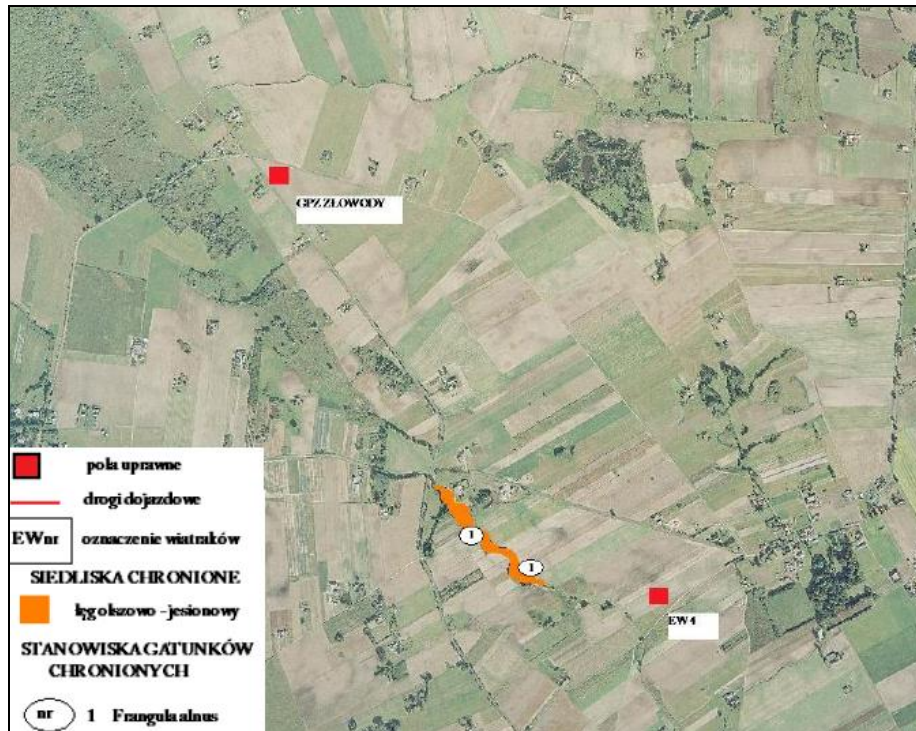 GPZ ZŁOWODY
pola uprawne
drogi dojazdowe
EWnr oznaczenie wiatraków
SIEDLISKA CHRONIONE
łęg olszowo - jesionowy
STANOWISKA GATUNKÓW
CHRONIONYCH
nr 1 Frangula alnus
1
1
EW4